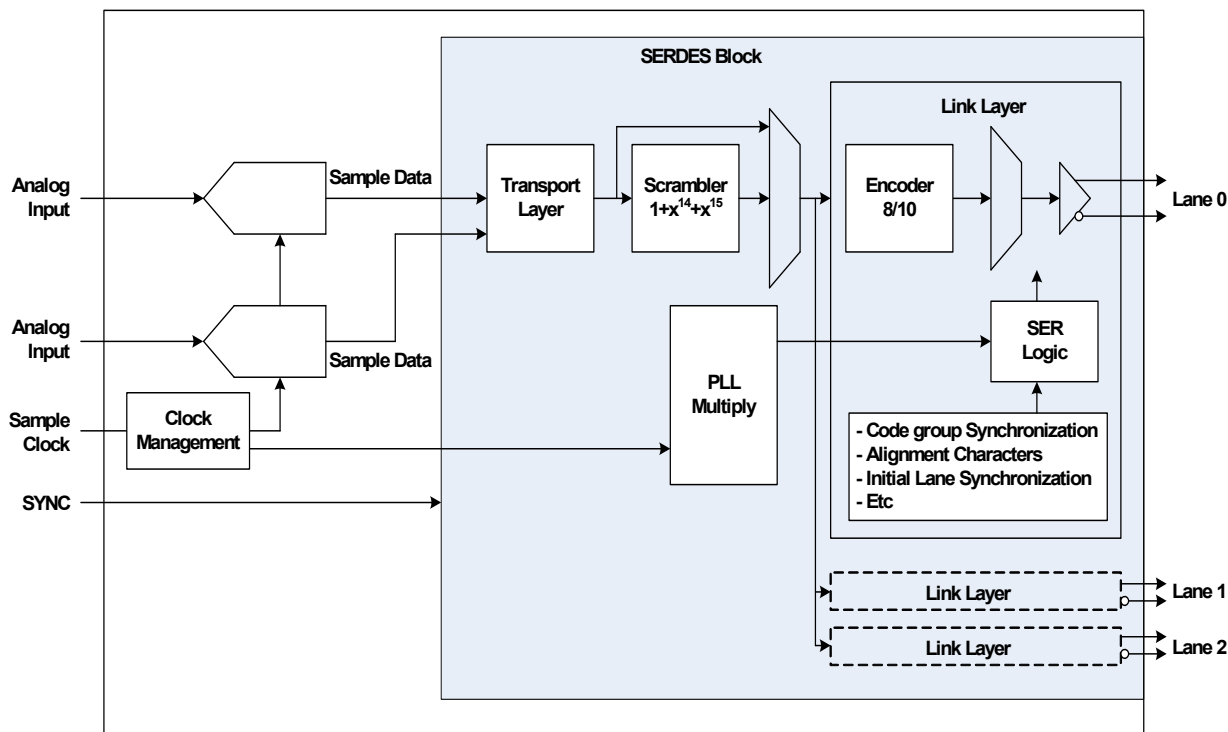 SERDES Block
Link Layer
Analog
Input
Sample Data
Transport
Layer
Scrambler
1+x^14+x^15
Encoder
8/10
Lane 0
Analog
Input
Sample Data
SER
Logic
PLL
Multiply
Sample
Clock
Clock
Management
- Code group Synchronization
- Alignment Characters
- Initial Lane Synchronization
- Etc
SYNC
Link Layer
Lane 1
Link Layer
Lane 2